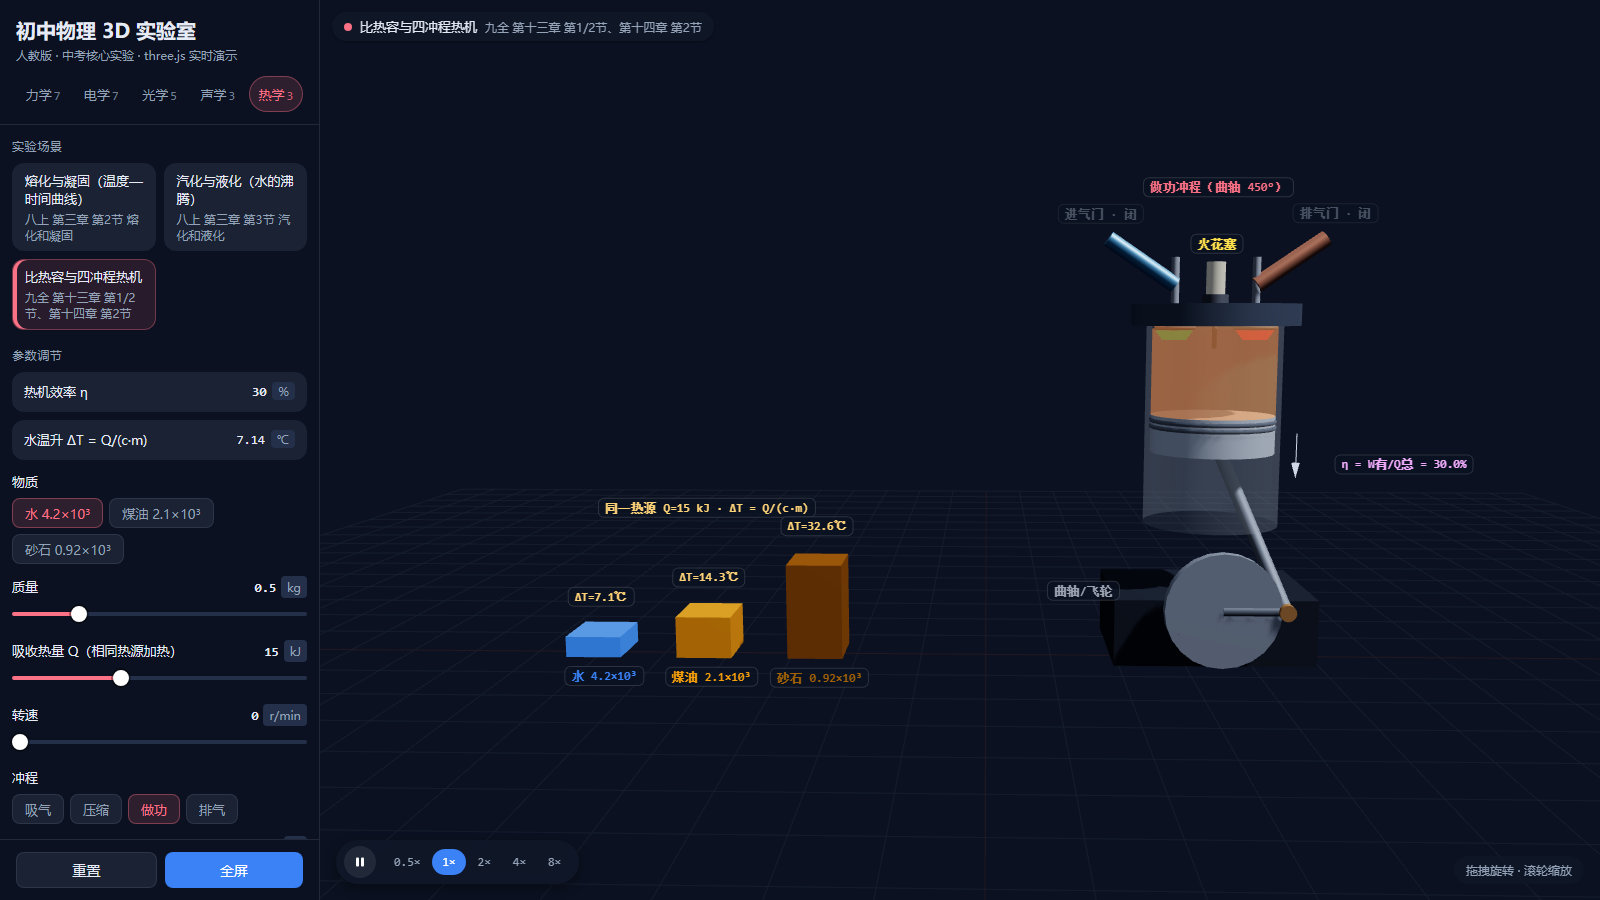 初中物理 3D 实验室
人教版 · 中考核心实验 · three.js 实时演示
力学 7
电学 7
光学 5
声学 3
热学 3
实验场景
熔化与凝固（温度—
时间曲线）
八上 第三章 第2节 熔
化和凝固
汽化与液化（水的沸
腾）
八上 第三章 第3节 汽
化和液化
比热容与四冲程热机
九全 第十三章 第1/2
节、第十四章 第2节
参数调节
热机效率 η 30 %
水温升 ΔT = Q/(c·m) 7.14 ℃
物质
水 4.2×10³
煤油 2.1×10³
砂石 0.92×10³
质量 0.5 kg
吸收热量 Q（相同热源加热） 15 kJ
转速 0 r/min
冲程
吸气
压缩
做功
排气
重置
全屏
比热容与四冲程热机 九全 第十三章 第1/2节、第十四章 第2节
做功冲程（曲轴 450°）
进气门 · 闭
排气门 · 闭
火花塞
η = W有/Q总 = 30.0%
曲轴/飞轮
同一热源 Q=15 kJ · ΔT = Q/(c·m)
ΔT=32.6℃
ΔT=14.3℃
ΔT=7.1℃
水 4.2×10³
煤油 2.1×10³
砂石 0.92×10³
0.5×
1×
2×
4×
8×
拖拽旋转 · 滚轮缩放